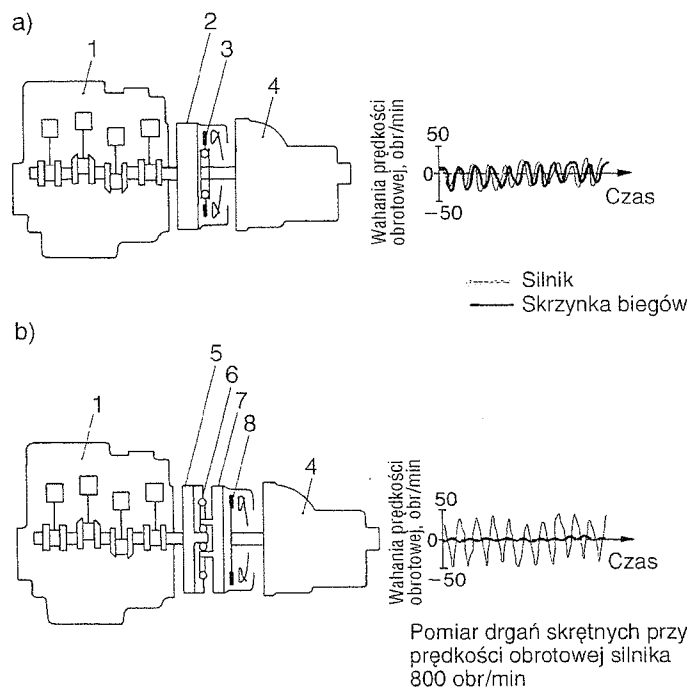 a)
1
2
3
4
Wahania prędkości
obrotowej, obr/min
50
0
−50
Czas
Silnik
Skrzynka biegów
b)
1
5
6
7
8
4
Wahania prędkości
obrotowej, obr/min
50
0
−50
Czas
Pomiar drgań skrętnych przy
prędkości obrotowej silnika
800 obr/min